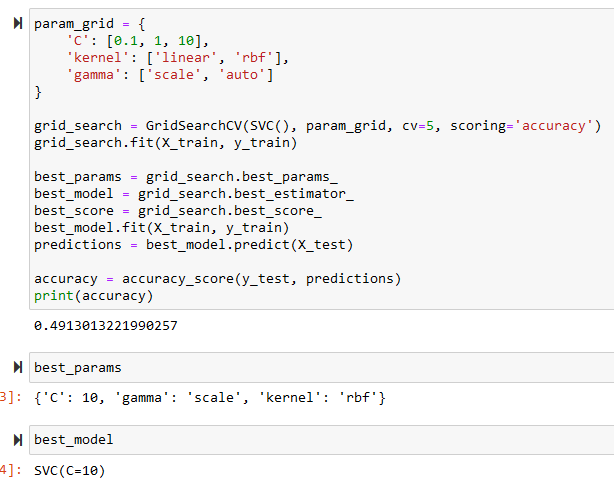 param_grid = {
    'C': [0.1, 1, 10],
    'kernel': ['linear', 'rbf'],
    'gamma': ['scale', 'auto']
}
grid_search = GridSearchCV(SVC(), param_grid, cv=5, scoring='accuracy')
grid_search.fit(X_train, y_train)
best_params = grid_search.best_params_
best_model = grid_search.best_estimator_
best_score = grid_search.best_score_
best_model.fit(X_train, y_train)
predictions = best_model.predict(X_test)
accuracy = accuracy_score(y_test, predictions)
print(accuracy)
0.4913013221990257
best_params
3]: {'C': 10, 'gamma': 'scale', 'kernel': 'rbf'}
best_model
4]: SVC(C=10)